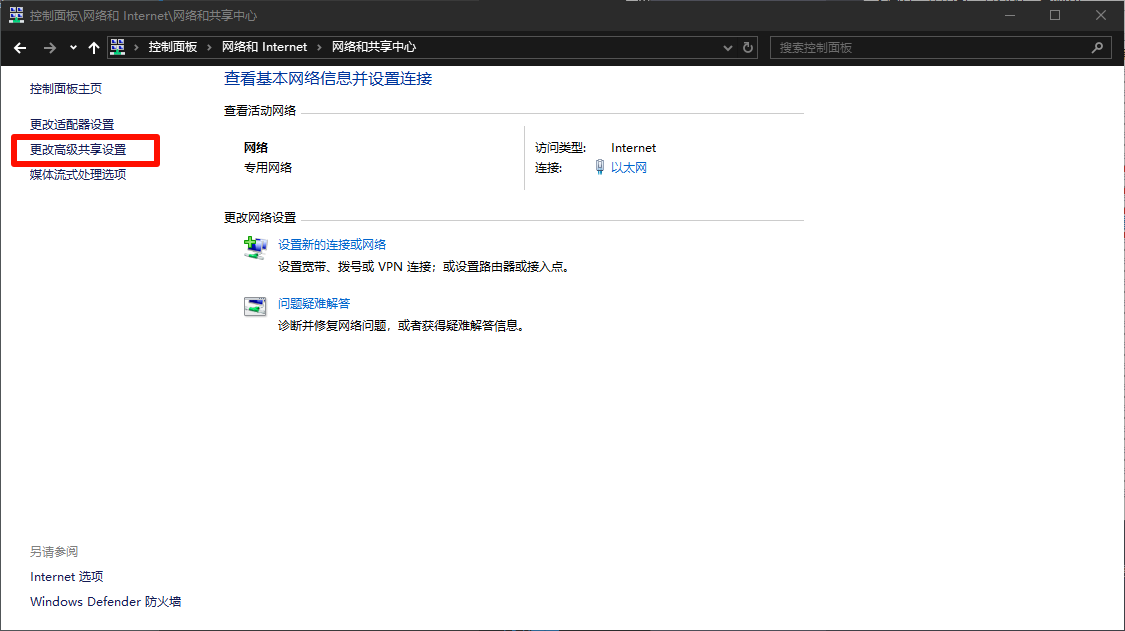 控制面板\网络和 Internet\网络和共享中心
控制面板 › 网络和 Internet › 网络和共享中心
搜索控制面板
控制面板主页
更改适配器设置
更改高级共享设置
媒体流式处理选项
查看基本网络信息并设置连接
查看活动网络
网络
专用网络
访问类型: Internet
连接: 以太网
更改网络设置
设置新的连接或网络
设置宽带、拨号或 VPN 连接；或设置路由器或接入点。
问题疑难解答
诊断并修复网络问题，或者获得疑难解答信息。
另请参阅
Internet 选项
Windows Defender 防火墙